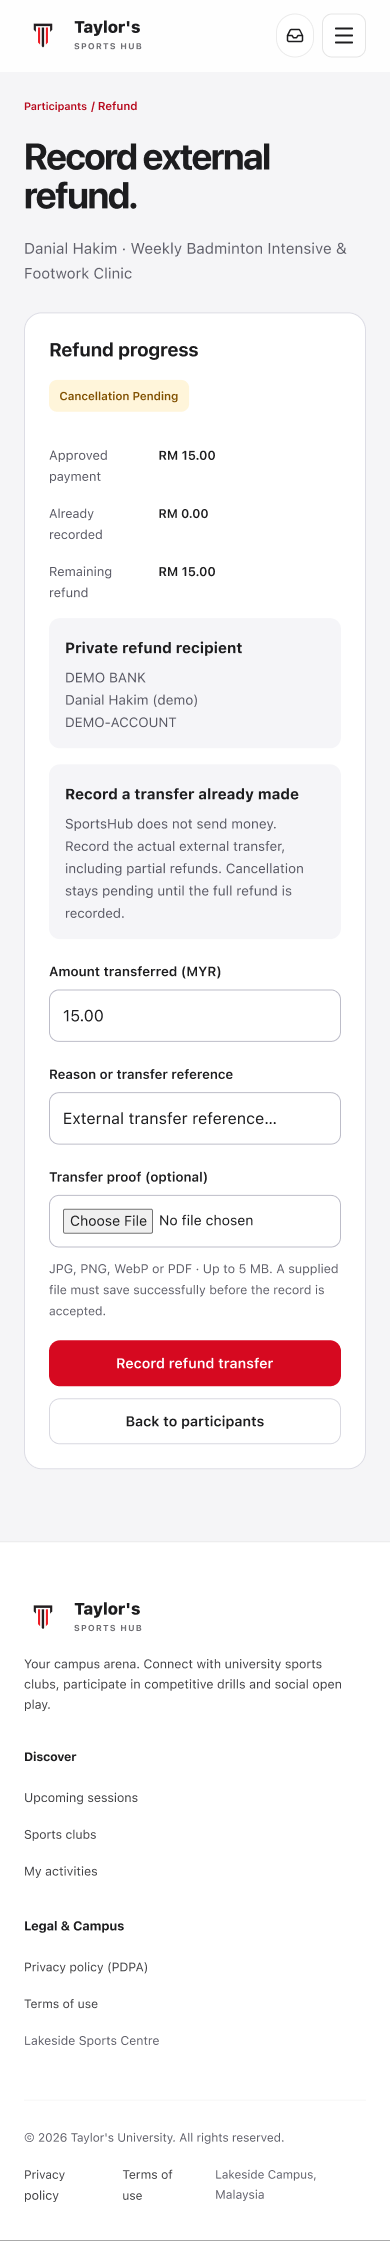 Taylor's
SPORTS HUB
Participants / Refund
Record external
refund.
Danial Hakim · Weekly Badminton Intensive &
Footwork Clinic
Refund progress
Cancellation Pending
Approved
payment
RM 15.00
Already
recorded
RM 0.00
Remaining
refund
RM 15.00
Private refund recipient
DEMO BANK
Danial Hakim (demo)
DEMO-ACCOUNT
Record a transfer already made
SportsHub does not send money.
Record the actual external transfer,
including partial refunds. Cancellation
stays pending until the full refund is
recorded.
Amount transferred (MYR)
15.00
Reason or transfer reference
External transfer reference...
Transfer proof (optional)
Choose File No file chosen
JPG, PNG, WebP or PDF · Up to 5 MB. A supplied
file must save successfully before the record is
accepted.
Record refund transfer
Back to participants
Taylor's
SPORTS HUB
Your campus arena. Connect with university sports
clubs, participate in competitive drills and social open
play.
Discover
Upcoming sessions
Sports clubs
My activities
Legal & Campus
Privacy policy (PDPA)
Terms of use
Lakeside Sports Centre
© 2026 Taylor's University. All rights reserved.
Privacy
policy
Terms of
use
Lakeside Campus,
Malaysia